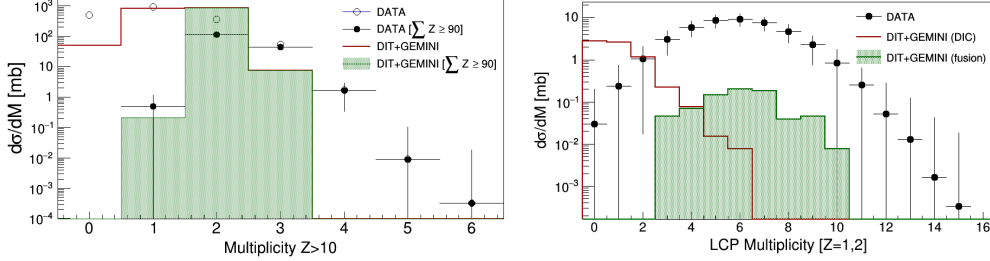 dσ/dM [mb]
10³
10²
10
1
10⁻¹
10⁻²
10⁻³
10⁻⁴
DATA
DATA [∑ Z ≥ 90]
DIT+GEMINI
DIT+GEMINI [∑ Z ≥ 90]
0 1 2 3 4 5 6
Multiplicity Z>10
dσ/dM [mb]
10
1
10⁻¹
10⁻²
10⁻³
DATA
DIT+GEMINI (DIC)
DIT+GEMINI (fusion)
0 2 4 6 8 10 12 14 16
LCP Multiplicity [Z=1,2]